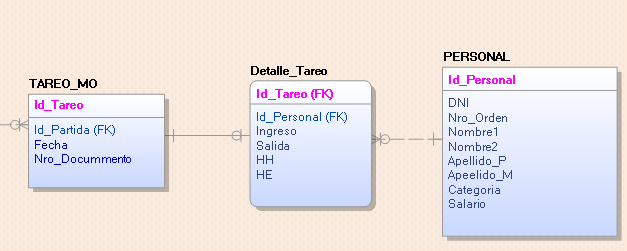 TAREO_MO
Id_Tareo
Id_Partida (FK)
Fecha
Nro_Docummento
Detalle_Tareo
Id_Tareo (FK)
Id_Personal (FK)
Ingreso
Salida
HH
HE
PERSONAL
Id_Personal
DNI
Nro_Orden
Nombre1
Nombre2
Apellido_P
Apeelido_M
Categoria
Salario